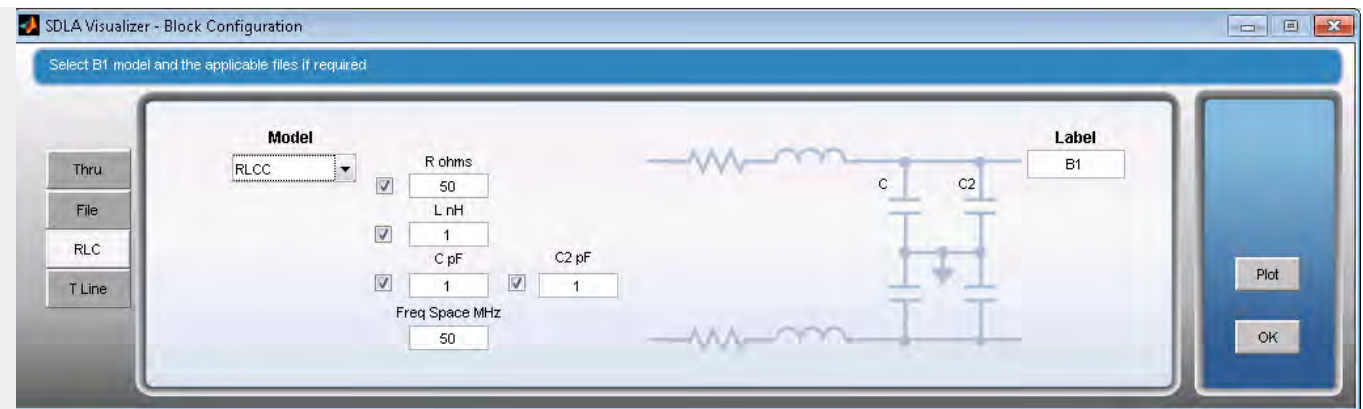 SDLA Visualizer - Block Configuration
Select B1 model and the applicable files if required
Thru
File
RLC
T Line
Model
RLCC
R ohms
50
L nH
1
C pF
1
C2 pF
1
Freq Space MHz
50
C
C2
Label
B1
Plot
OK